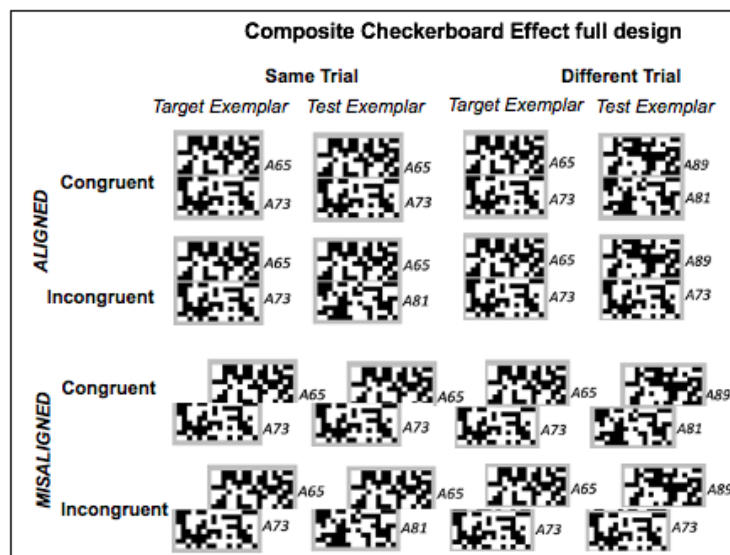 Composite Checkerboard Effect full design
Same Trial Different Trial
Target Exemplar Test Exemplar Target Exemplar Test Exemplar
ALIGNED
Congruent
A65 A65 A65 A89
A73 A73 A73 A81
Incongruent
A65 A65 A65 A89
A73 A81 A73 A73
MISALIGNED
Congruent
A65 A65 A65 A89
A73 A73 A73 A81
Incongruent
A65 A65 A65 A89
A73 A81 A73 A73